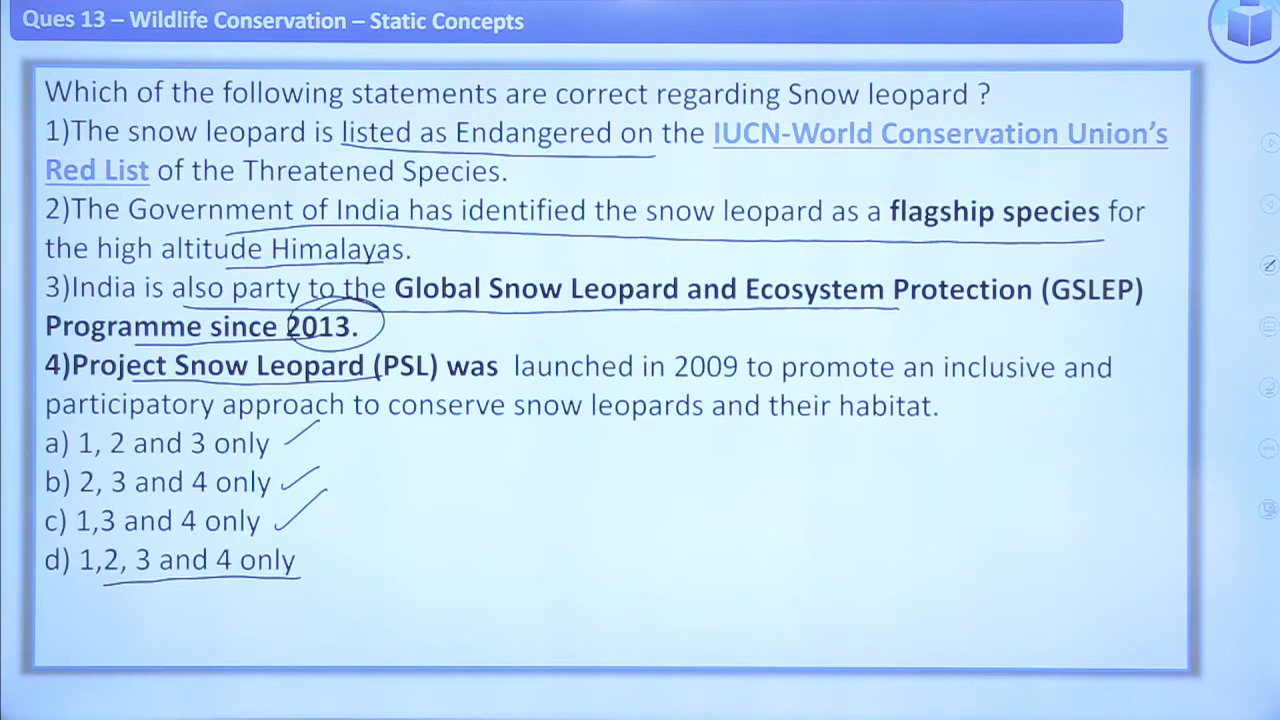 Ques 13 – Wildlife Conservation – Static Concepts
Which of the following statements are correct regarding Snow leopard ?
1)The snow leopard is listed as Endangered on the IUCN-World Conservation Union’s
Red List of the Threatened Species.
2)The Government of India has identified the snow leopard as a flagship species for
the high altitude Himalayas.
3)India is also party to the Global Snow Leopard and Ecosystem Protection (GSLEP)
Programme since 2013.
4)Project Snow Leopard (PSL) was launched in 2009 to promote an inclusive and
participatory approach to conserve snow leopards and their habitat.
a) 1, 2 and 3 only
b) 2, 3 and 4 only
c) 1,3 and 4 only
d) 1,2, 3 and 4 only